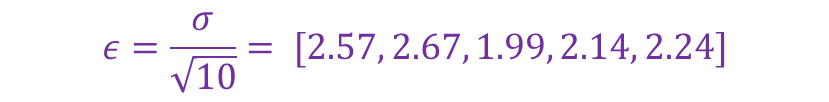 ϵ = σ/√10 = [2.57, 2.67, 1.99, 2.14, 2.24]